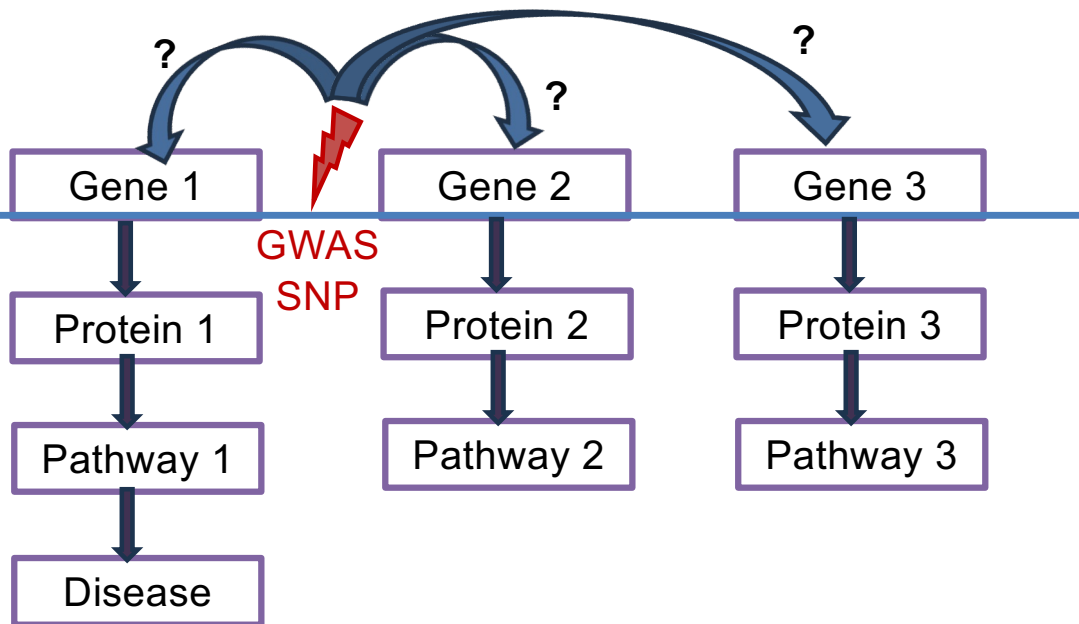 ?
?
?
Gene 1
Gene 2
Gene 3
GWAS
SNP
Protein 1
Protein 2
Protein 3
Pathway 1
Pathway 2
Pathway 3
Disease